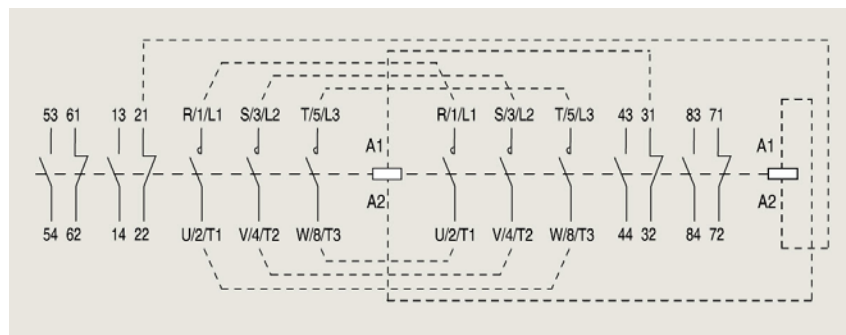 53 61 13 21 R/1/L1 S/3/L2 T/5/L3 R/1/L1 S/3/L2 T/5/L3 43 31 83 71
A1 A1
A2 A2
54 62 14 22 U/2/T1 V/4/T2 W/8/T3 U/2/T1 V/4/T2 W/8/T3 44 32 84 72